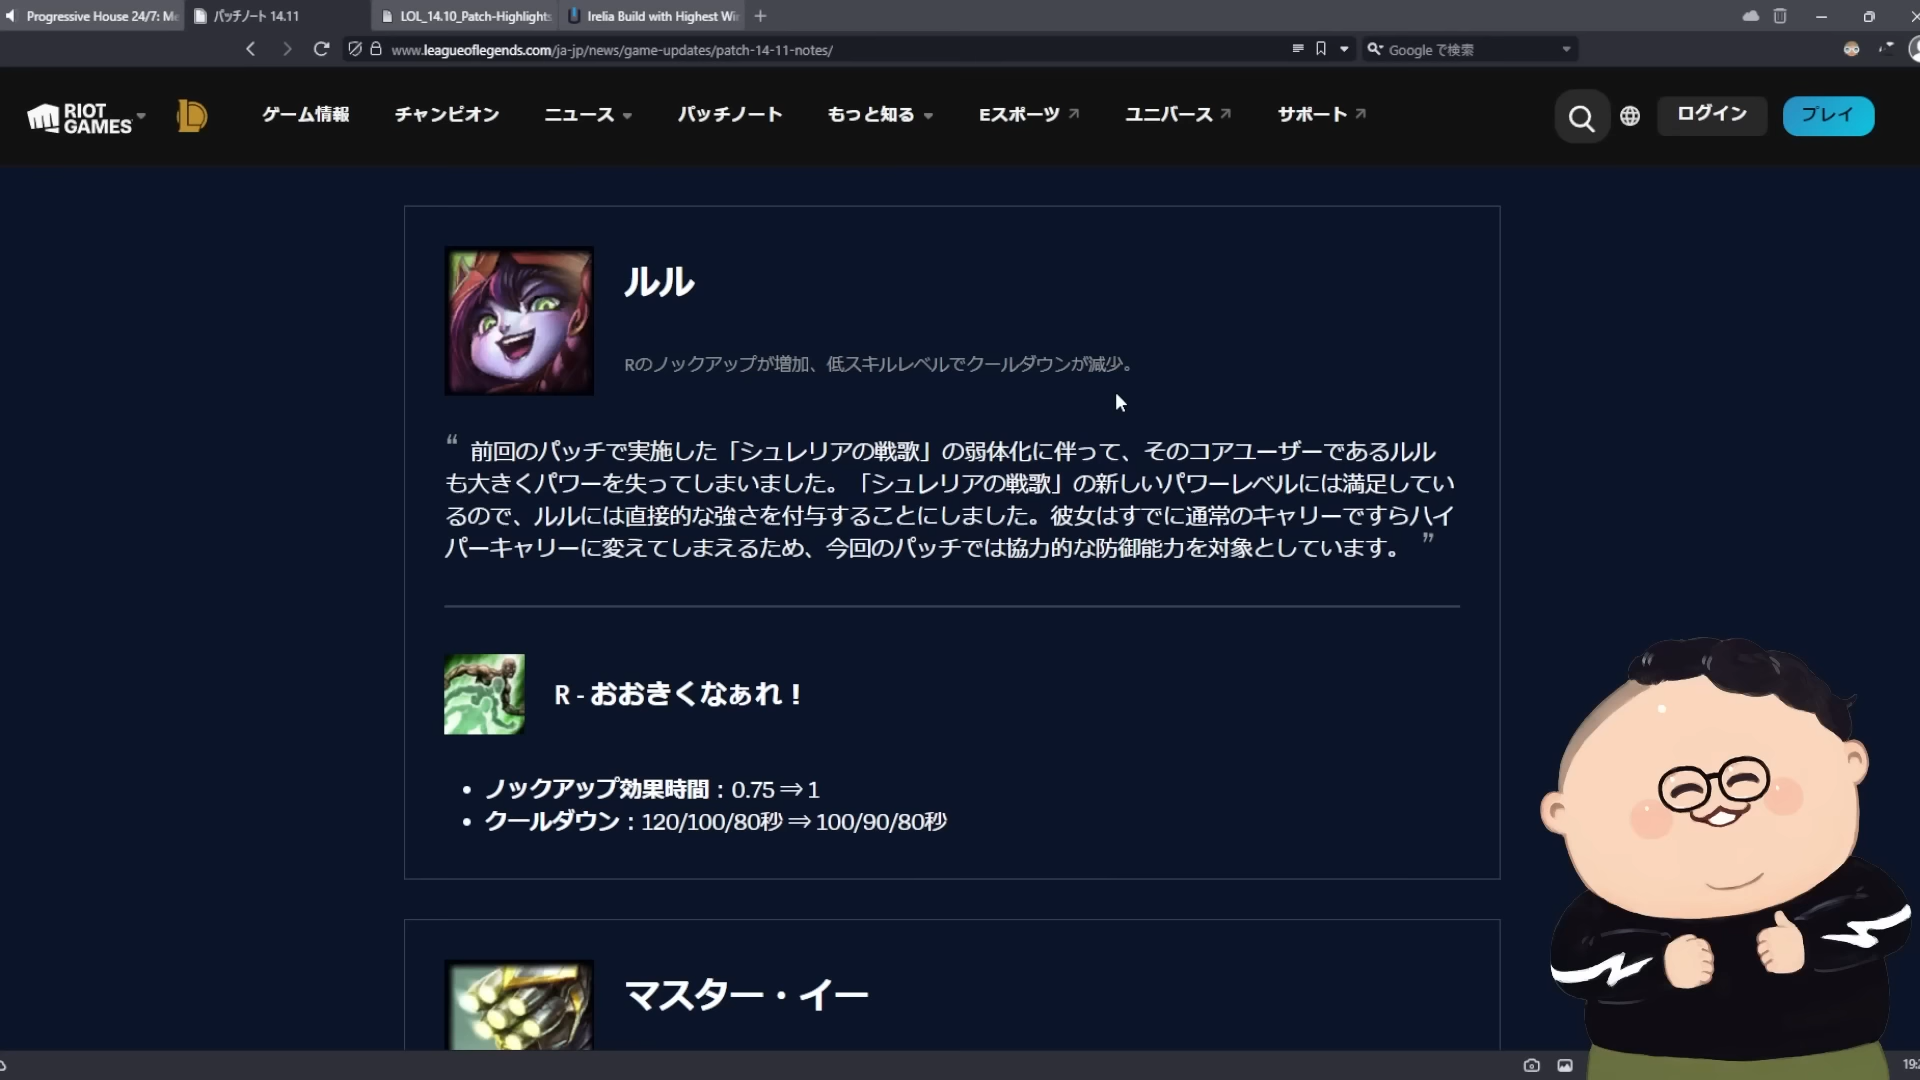 Progressive House 24/7: Me
パッチノート 14.11
LOL_14.10_Patch-Highlights
Irelia Build with Highest Wi
www.leagueoflegends.com/ja-jp/news/game-updates/patch-14-11-notes/
Google で検索
RIOT GAMES
ゲーム情報
チャンピオン
ニュース
パッチノート
もっと知る
Eスポーツ
ユニバース
サポート
ログイン
プレイ
ルル
Rのノックアップが増加、低スキルレベルでクールダウンが減少。
“ 前回のパッチで実施した「シュレリアの戦歌」の弱体化に伴って、そのコアユーザーであるルル
も大きくパワーを失ってしまいました。「シュレリアの戦歌」の新しいパワーレベルには満足してい
るので、ルルには直接的な強さを付与することにしました。彼女はすでに通常のキャリーですらハイ
パーキャリーに変えてしまえるため、今回のパッチでは協力的な防御能力を対象としています。 ”
R - おおきくなぁれ！
• ノックアップ効果時間：0.75 ⇒ 1
• クールダウン：120/100/80秒 ⇒ 100/90/80秒
マスター・イー